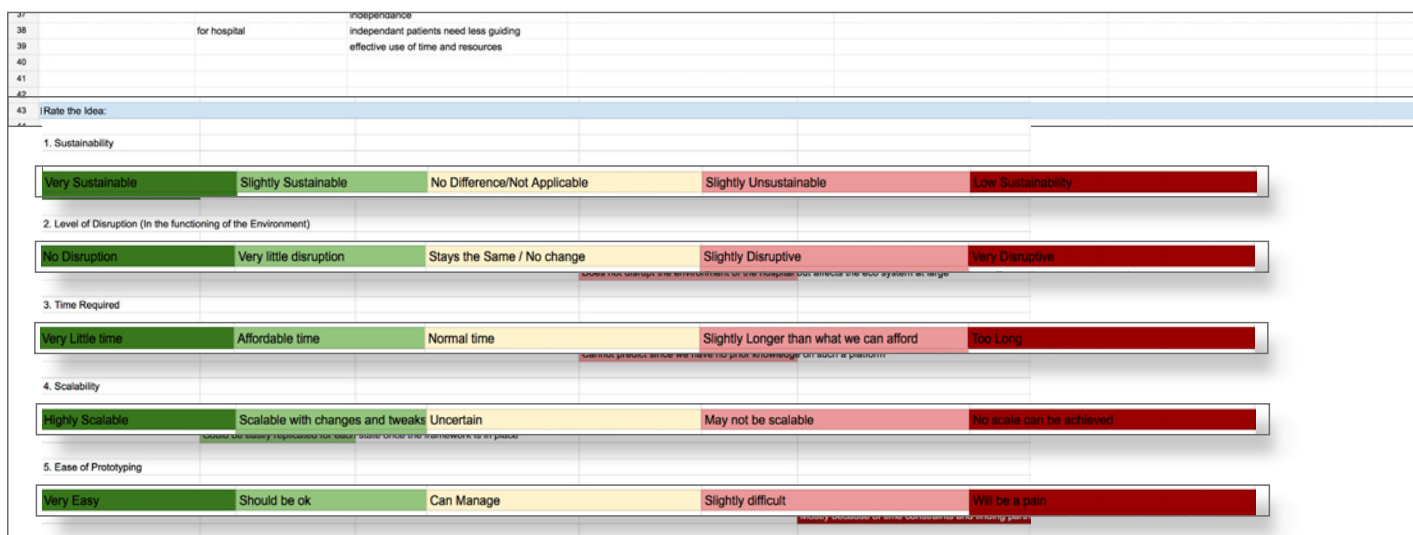 37 independance
38 for hospital independant patients need less guiding
39 effective use of time and resources
40
41
42
43 Rate the Idea:
44
1. Sustainability
Very Sustainable Slightly Sustainable No Difference/Not Applicable Slightly Unsustainable Low Sustainability
2. Level of Disruption (In the functioning of the Environment)
No Disruption Very little disruption Stays the Same / No change Slightly Disruptive Very Disruptive
Does not disrupt the environment of the hospital but affects the eco system at large
3. Time Required
Very Little time Affordable time Normal time Slightly Longer than what we can afford Too Long
Cannot predict since we have no prior knowledge on such a platform
4. Scalability
Highly Scalable Scalable with changes and tweaks Uncertain May not be scalable No scale can be achieved
Could be easily replicated for each state once the framework is in place
5. Ease of Prototyping
Very Easy Should be ok Can Manage Slightly difficult Will be a pain
Mostly because of time constraints and finding